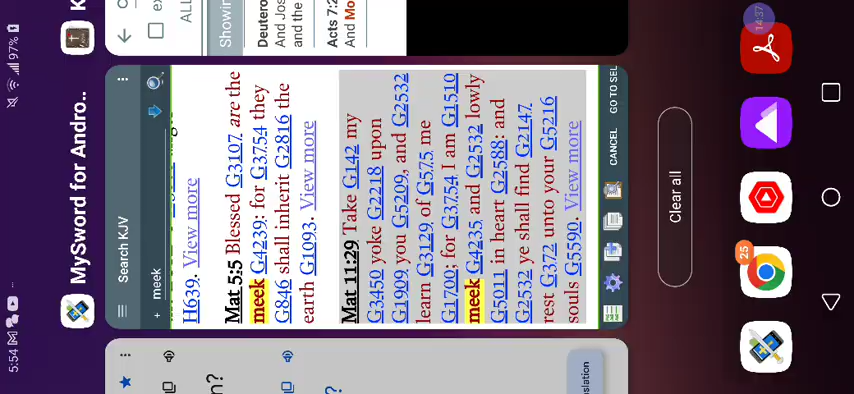 5:54
97%
14:37
MySword for Andro..
Search KJV
+ meek
H639. View more
Mat 5:5 Blessed G3107 are the
meek G4239: for G3754 they
G846 shall inherit G2816 the
earth G1093. View more
Mat 11:29 Take G142 my
G3450 yoke G2218 upon
G1909 you G5209, and G2532
learn G3129 of G575 me
G1700; for G3754 I am G1510
meek G4235 and G2532 lowly
G5011 in heart G2588: and
G2532 ye shall find G2147
rest G372 unto your G5216
souls G5590. View more
CANCEL GO TO SEL
K
ALL
Showin
Deutero
And Jos
and the
Acts 7:2
And Mo
n?
?
nslation
Clear all
25